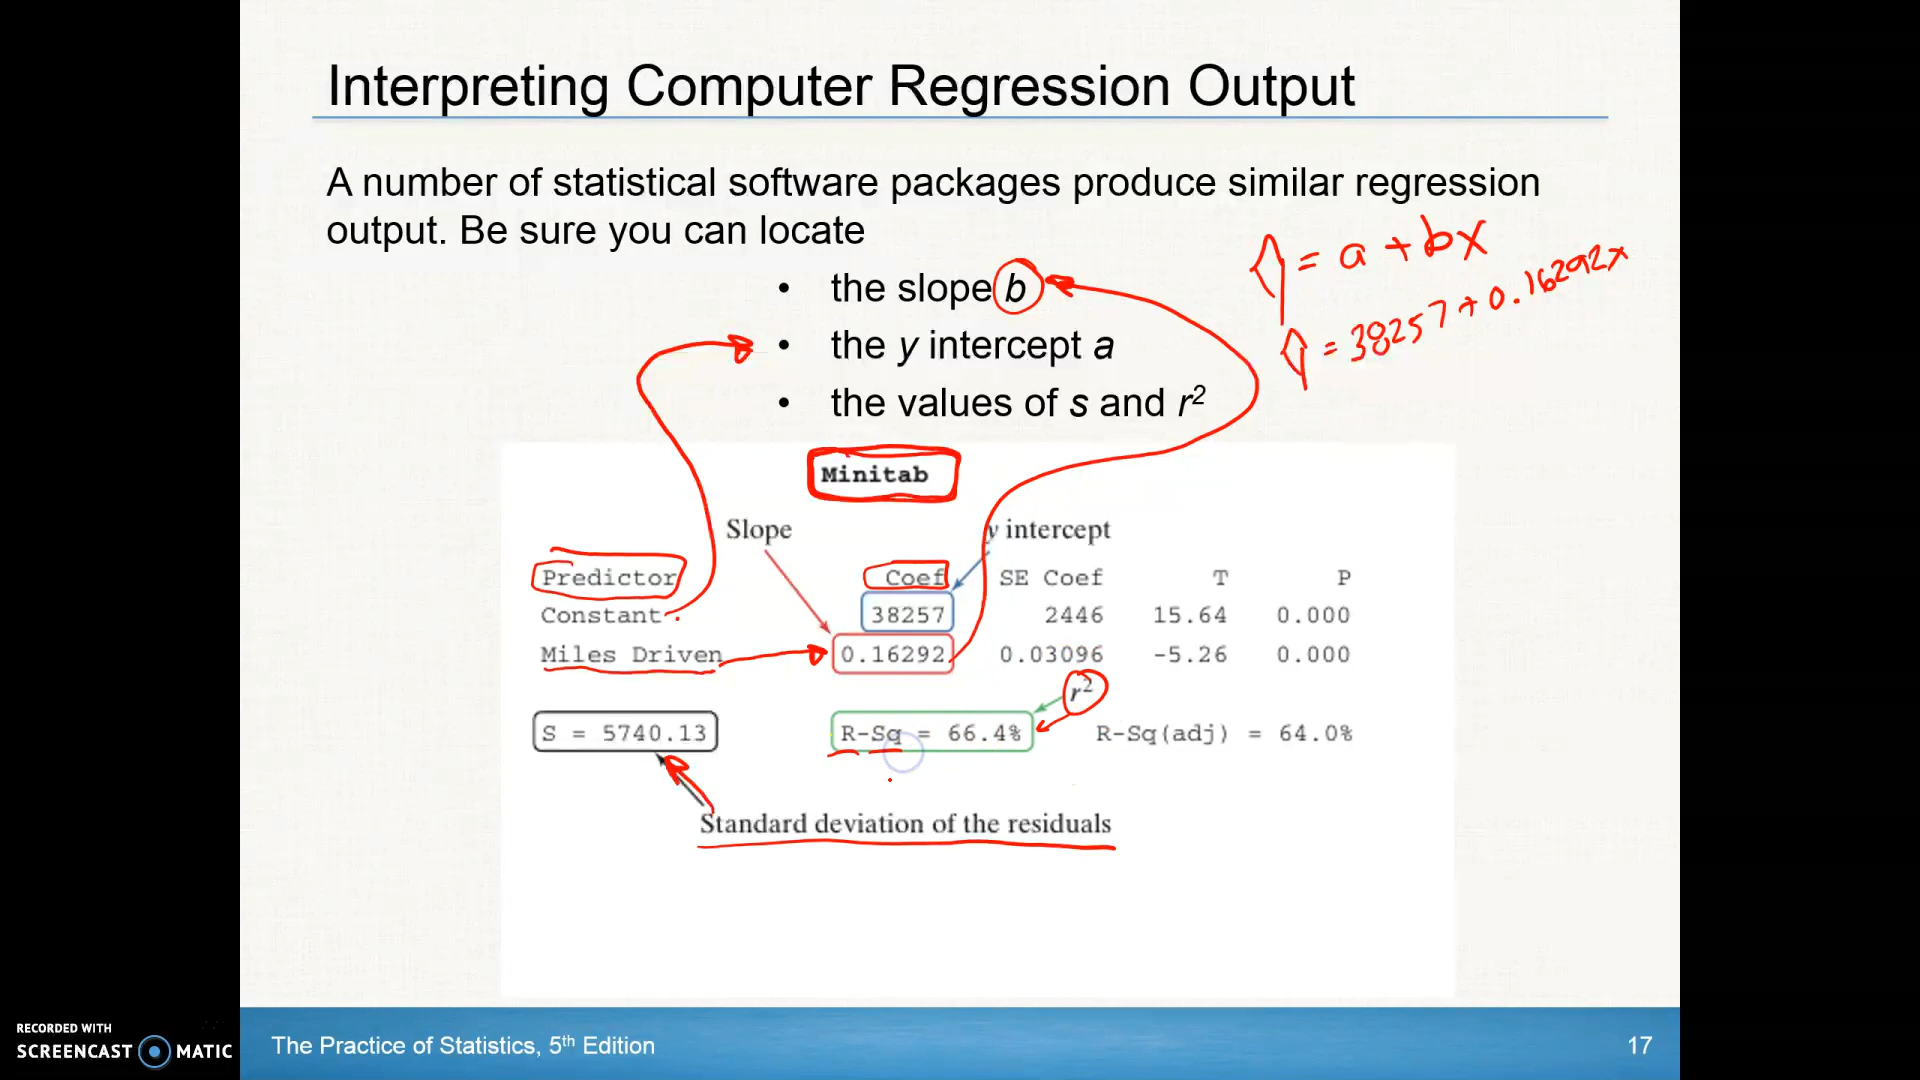 Interpreting Computer Regression Output
A number of statistical software packages produce similar regression
output. Be sure you can locate
ŷ = a + bx
• the slope b
ŷ = 38257 + 0.16292x
• the y intercept a
• the values of s and r²
Minitab
Slope y intercept
Predictor Coef SE Coef T P
Constant 38257 2446 15.64 0.000
Miles Driven 0.16292 0.03096 -5.26 0.000
r²
S = 5740.13 R-Sq = 66.4% R-Sq(adj) = 64.0%
Standard deviation of the residuals
RECORDED WITH
SCREENCAST MATIC
The Practice of Statistics, 5th Edition 17